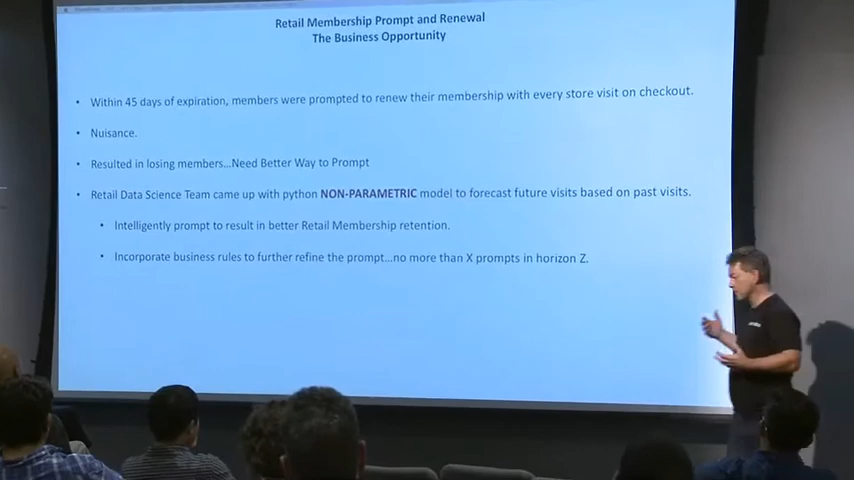 Retail Membership Prompt and Renewal
The Business Opportunity
• Within 45 days of expiration, members were prompted to renew their membership with every store visit on checkout.
• Nuisance.
• Resulted in losing members...Need Better Way to Prompt
• Retail Data Science Team came up with python NON-PARAMETRIC model to forecast future visits based on past visits.
• Intelligently prompt to result in better Retail Membership retention.
• Incorporate business rules to further refine the prompt...no more than X prompts in horizon Z.